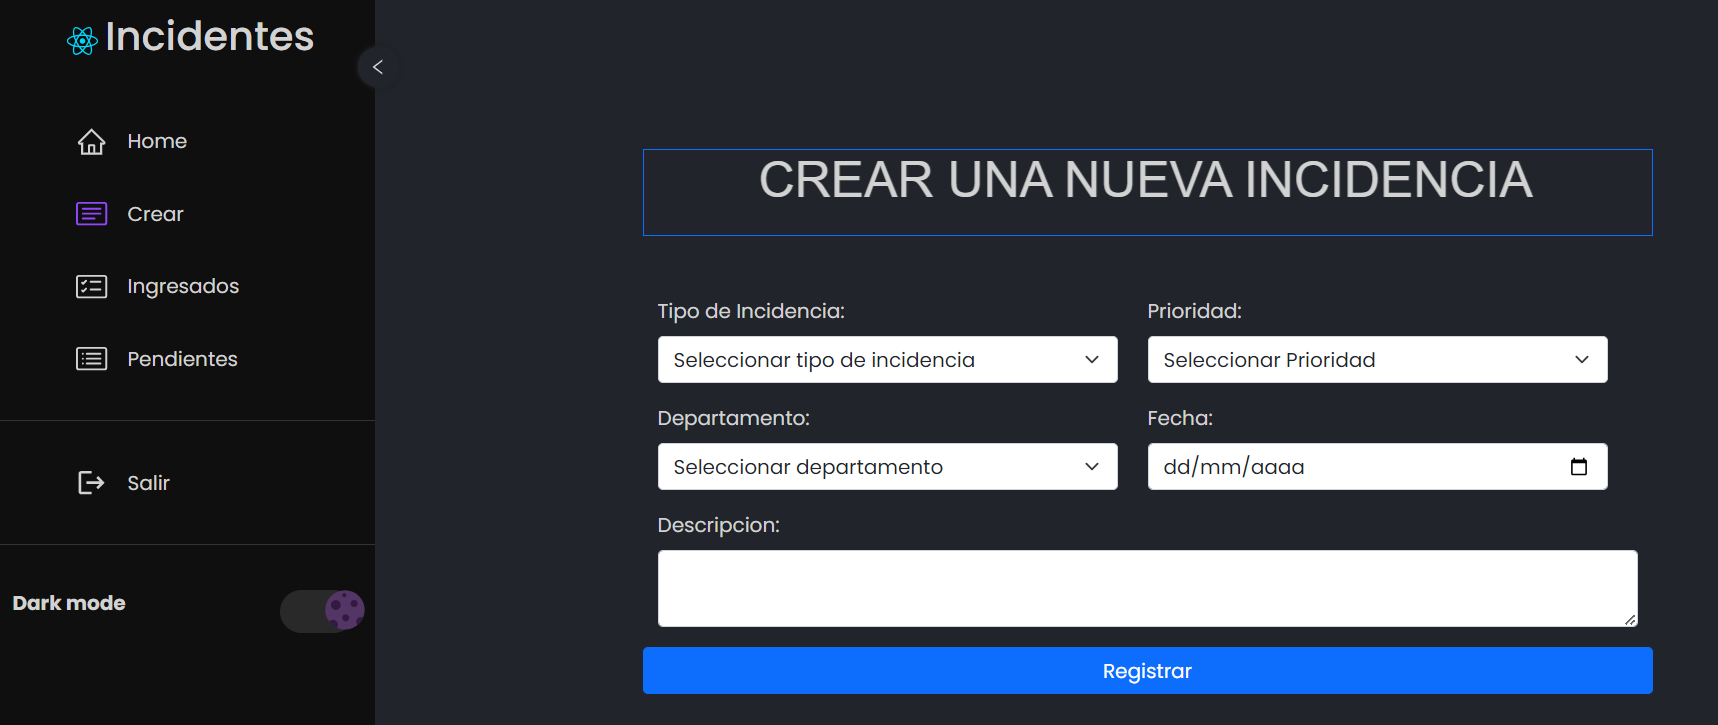 Incidentes
Home
Crear
Ingresados
Pendientes
Salir
Dark mode
CREAR UNA NUEVA INCIDENCIA
Tipo de Incidencia:
Seleccionar tipo de incidencia
Prioridad:
Seleccionar Prioridad
Departamento:
Seleccionar departamento
Fecha:
dd/mm/aaaa
Descripcion:
Registrar